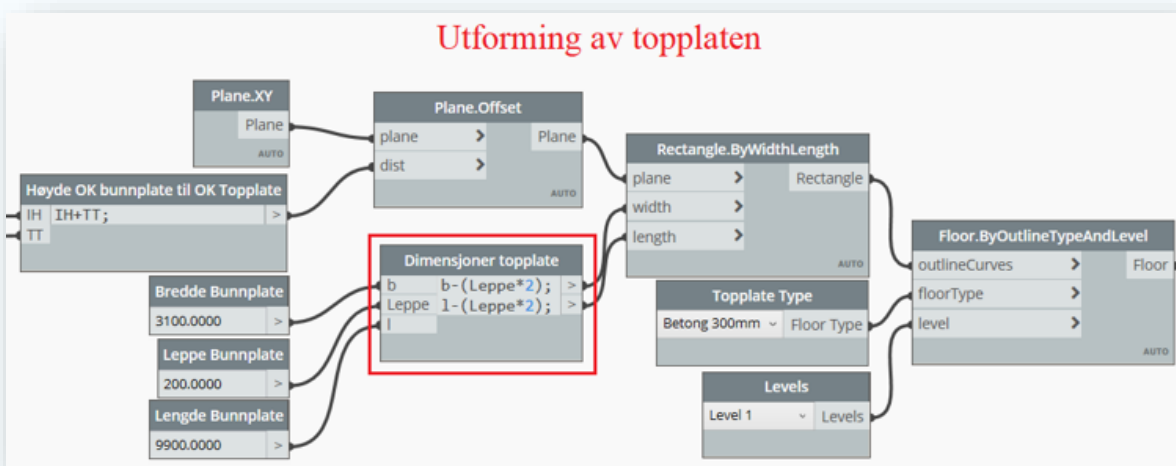 Utforming av topplaten
Plane.XY
Plane
AUTO
Plane.Offset
plane > Plane
dist >
AUTO
Høyde OK bunnplate til OK Topplate
IH IH+TT; >
TT
Rectangle.ByWidthLength
plane > Rectangle
width >
length >
AUTO
Dimensjoner topplate
b b-(Leppe*2); >
Leppe l-(Leppe*2); >
l
Bredde Bunnplate
3100.0000 >
Leppe Bunnplate
200.0000 >
Lengde Bunnplate
9900.0000 >
Topplate Type
Betong 300mm Floor Type
Levels
Level 1 Levels
Floor.ByOutlineTypeAndLevel
outlineCurves > Floor
floorType >
level >
AUTO